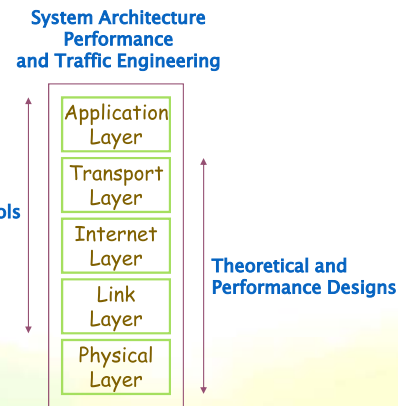 System Architecture
Performance
and Traffic Engineering
Application
Layer
Transport
Layer
Internet
Layer
Link
Layer
Physical
Layer
Theoretical and
Performance Designs